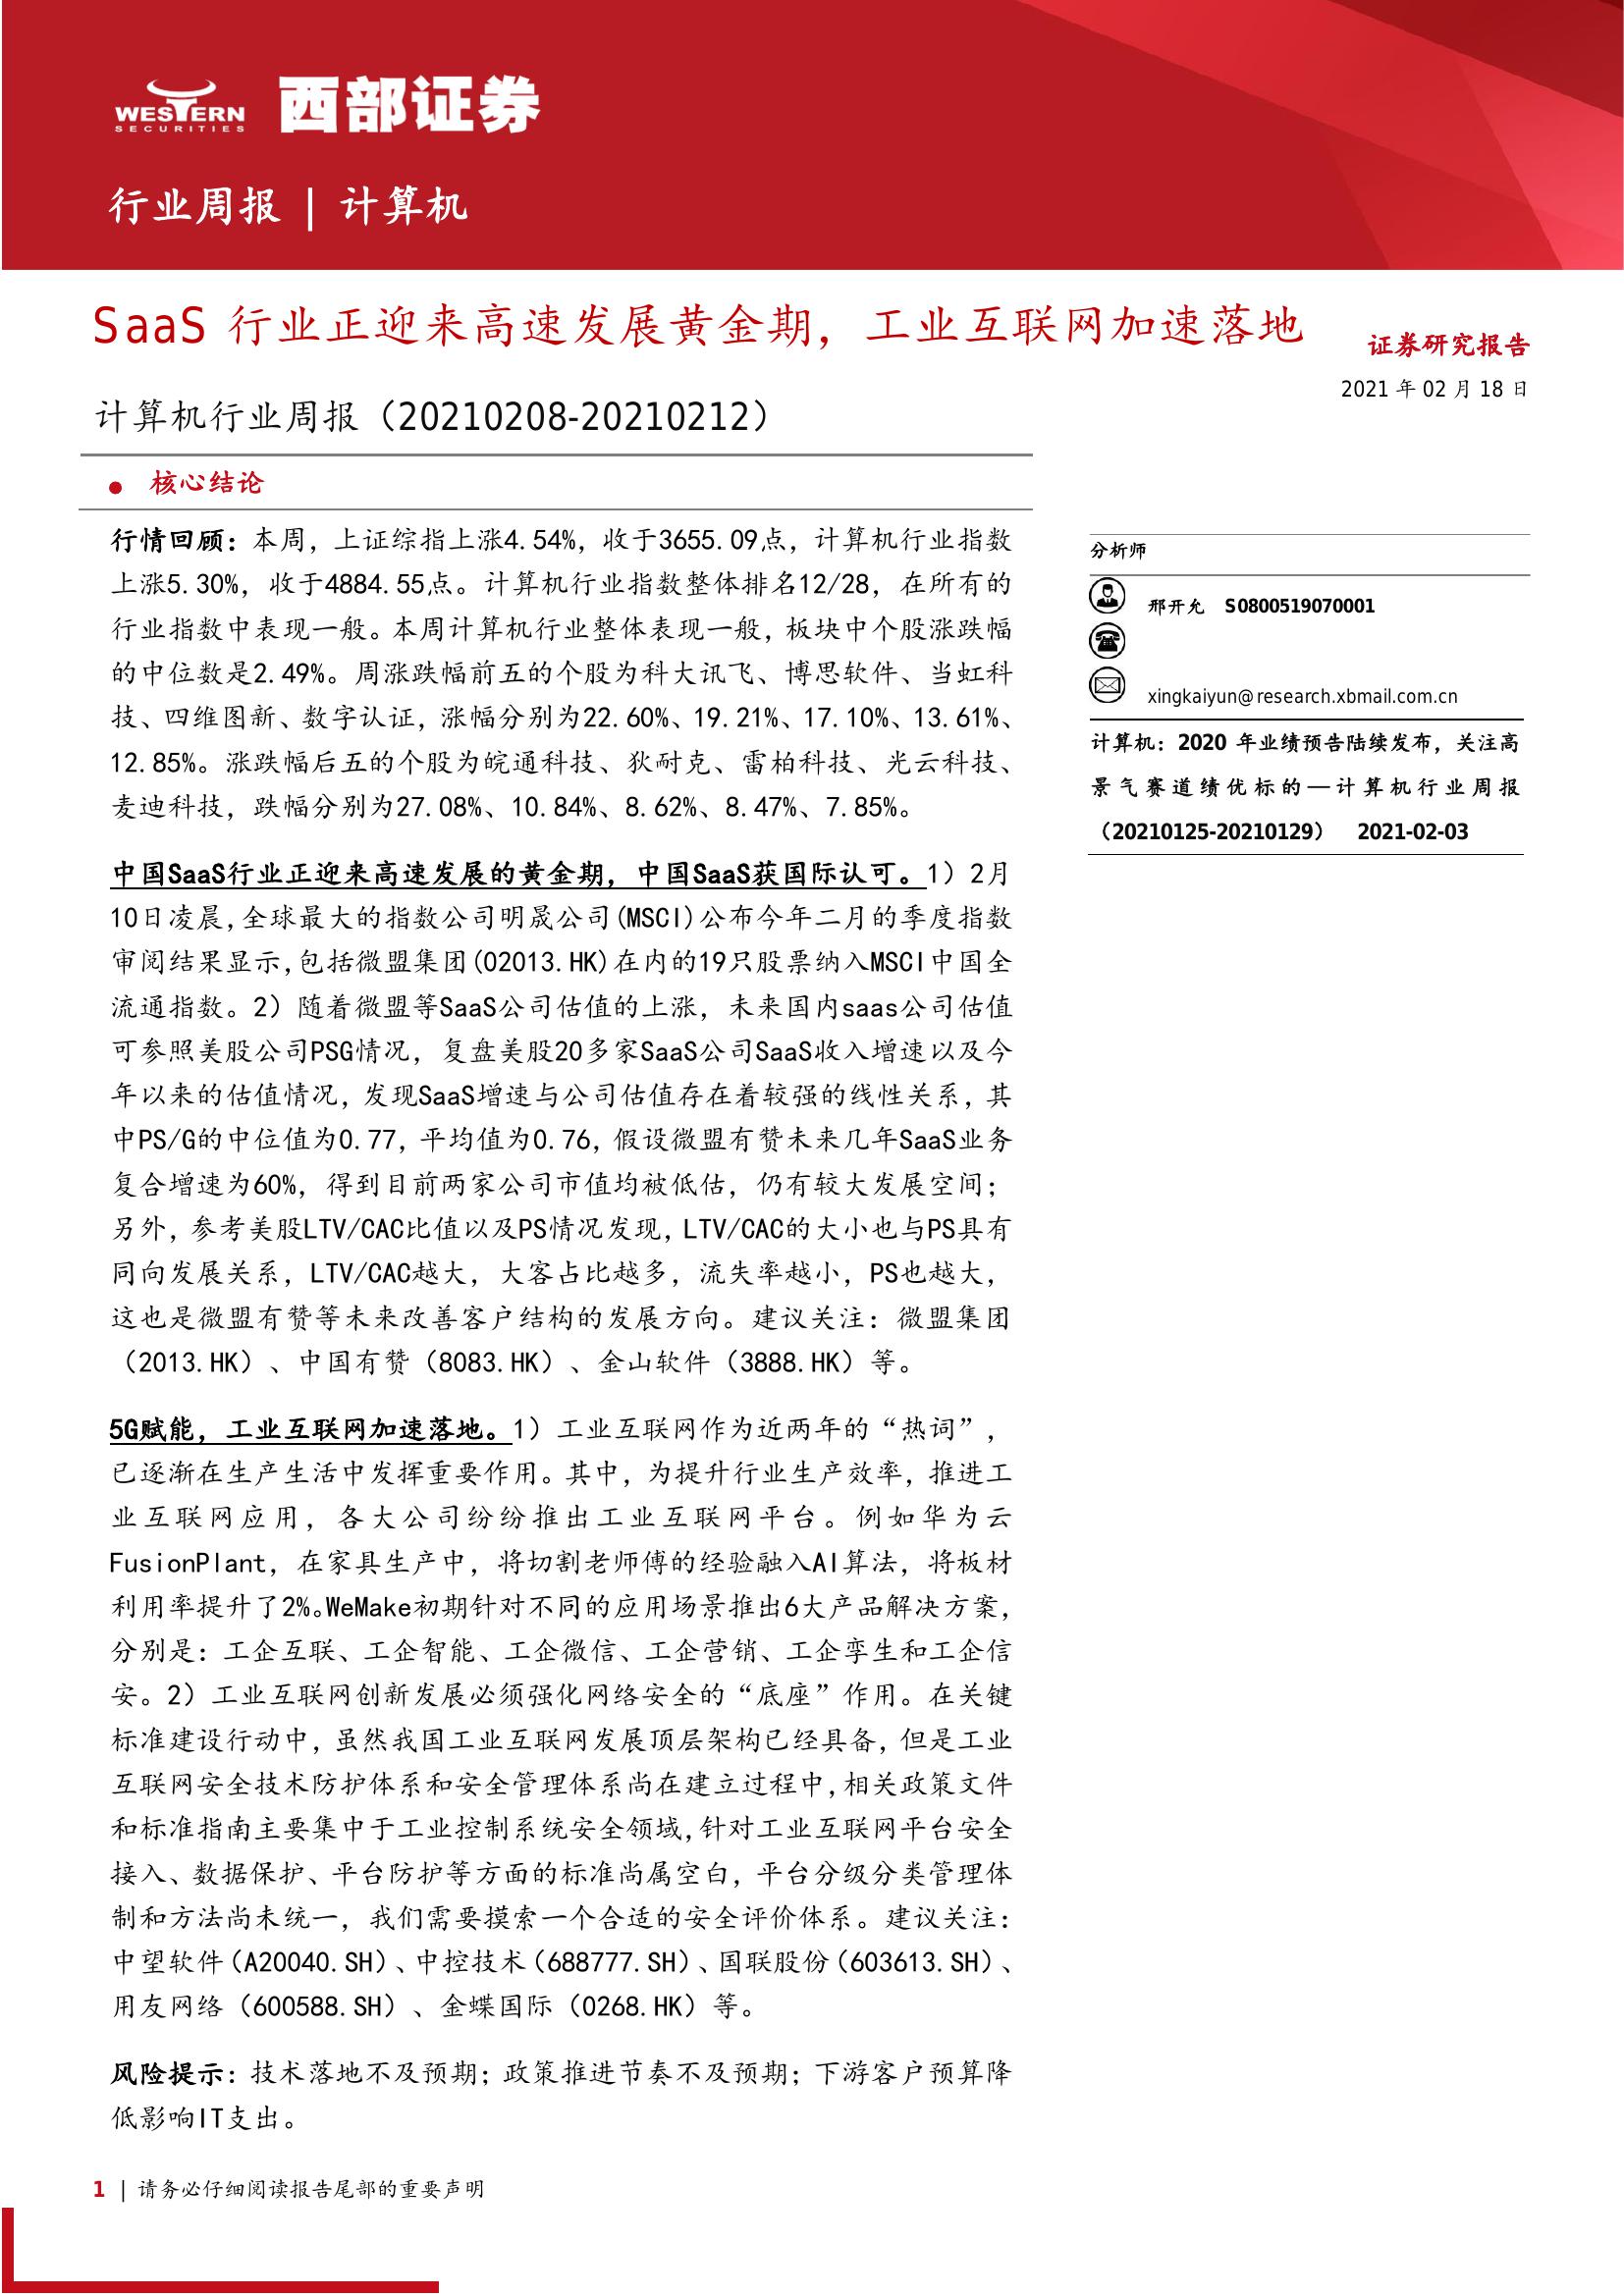 WESTERN
SECURITIES
西部证券
行业周报 | 计算机
SaaS 行业正迎来高速发展黄金期，工业互联网加速落地
证券研究报告
2021 年 02 月 18 日
计算机行业周报（20210208-20210212）
● 核心结论
行情回顾：本周，上证综指上涨4.54%，收于3655.09点，计算机行业指数
上涨5.30%，收于4884.55点。计算机行业指数整体排名12/28，在所有的
行业指数中表现一般。本周计算机行业整体表现一般，板块中个股涨跌幅
的中位数是2.49%。周涨跌幅前五的个股为科大讯飞、博思软件、当虹科
技、四维图新、数字认证，涨幅分别为22.60%、19.21%、17.10%、13.61%、
12.85%。涨跌幅后五的个股为皖通科技、狄耐克、雷柏科技、光云科技、
麦迪科技，跌幅分别为27.08%、10.84%、8.62%、8.47%、7.85%。
中国SaaS行业正迎来高速发展的黄金期，中国SaaS获国际认可。1）2月
10日凌晨,全球最大的指数公司明晟公司(MSCI)公布今年二月的季度指数
审阅结果显示,包括微盟集团(02013.HK)在内的19只股票纳入MSCI中国全
流通指数。2）随着微盟等SaaS公司估值的上涨，未来国内saas公司估值
可参照美股公司PSG情况，复盘美股20多家SaaS公司SaaS收入增速以及今
年以来的估值情况，发现SaaS增速与公司估值存在着较强的线性关系，其
中PS/G的中位值为0.77，平均值为0.76，假设微盟有赞未来几年SaaS业务
复合增速为60%，得到目前两家公司市值均被低估，仍有较大发展空间；
另外，参考美股LTV/CAC比值以及PS情况发现，LTV/CAC的大小也与PS具有
同向发展关系，LTV/CAC越大，大客占比越多，流失率越小，PS也越大，
这也是微盟有赞等未来改善客户结构的发展方向。建议关注：微盟集团
（2013.HK）、中国有赞（8083.HK）、金山软件（3888.HK）等。
5G赋能，工业互联网加速落地。1）工业互联网作为近两年的“热词”，
已逐渐在生产生活中发挥重要作用。其中，为提升行业生产效率，推进工
业互联网应用，各大公司纷纷推出工业互联网平台。例如华为云
FusionPlant，在家具生产中，将切割老师傅的经验融入AI算法，将板材
利用率提升了2%。WeMake初期针对不同的应用场景推出6大产品解决方案，
分别是：工企互联、工企智能、工企微信、工企营销、工企孪生和工企信
安。2）工业互联网创新发展必须强化网络安全的“底座”作用。在关键
标准建设行动中，虽然我国工业互联网发展顶层架构已经具备，但是工业
互联网安全技术防护体系和安全管理体系尚在建立过程中,相关政策文件
和标准指南主要集中于工业控制系统安全领域,针对工业互联网平台安全
接入、数据保护、平台防护等方面的标准尚属空白，平台分级分类管理体
制和方法尚未统一，我们需要摸索一个合适的安全评价体系。建议关注：
中望软件（A20040.SH）、中控技术（688777.SH）、国联股份（603613.SH）、
用友网络（600588.SH）、金蝶国际（0268.HK）等。
风险提示：技术落地不及预期；政策推进节奏不及预期；下游客户预算降
低影响IT支出。
分析师
邢开允 S0800519070001
xingkaiyun@research.xbmail.com.cn
计算机：2020 年业绩预告陆续发布，关注高
景气赛道绩优标的—计算机行业周报
（20210125-20210129） 2021-02-03
1 | 请务必仔细阅读报告尾部的重要声明